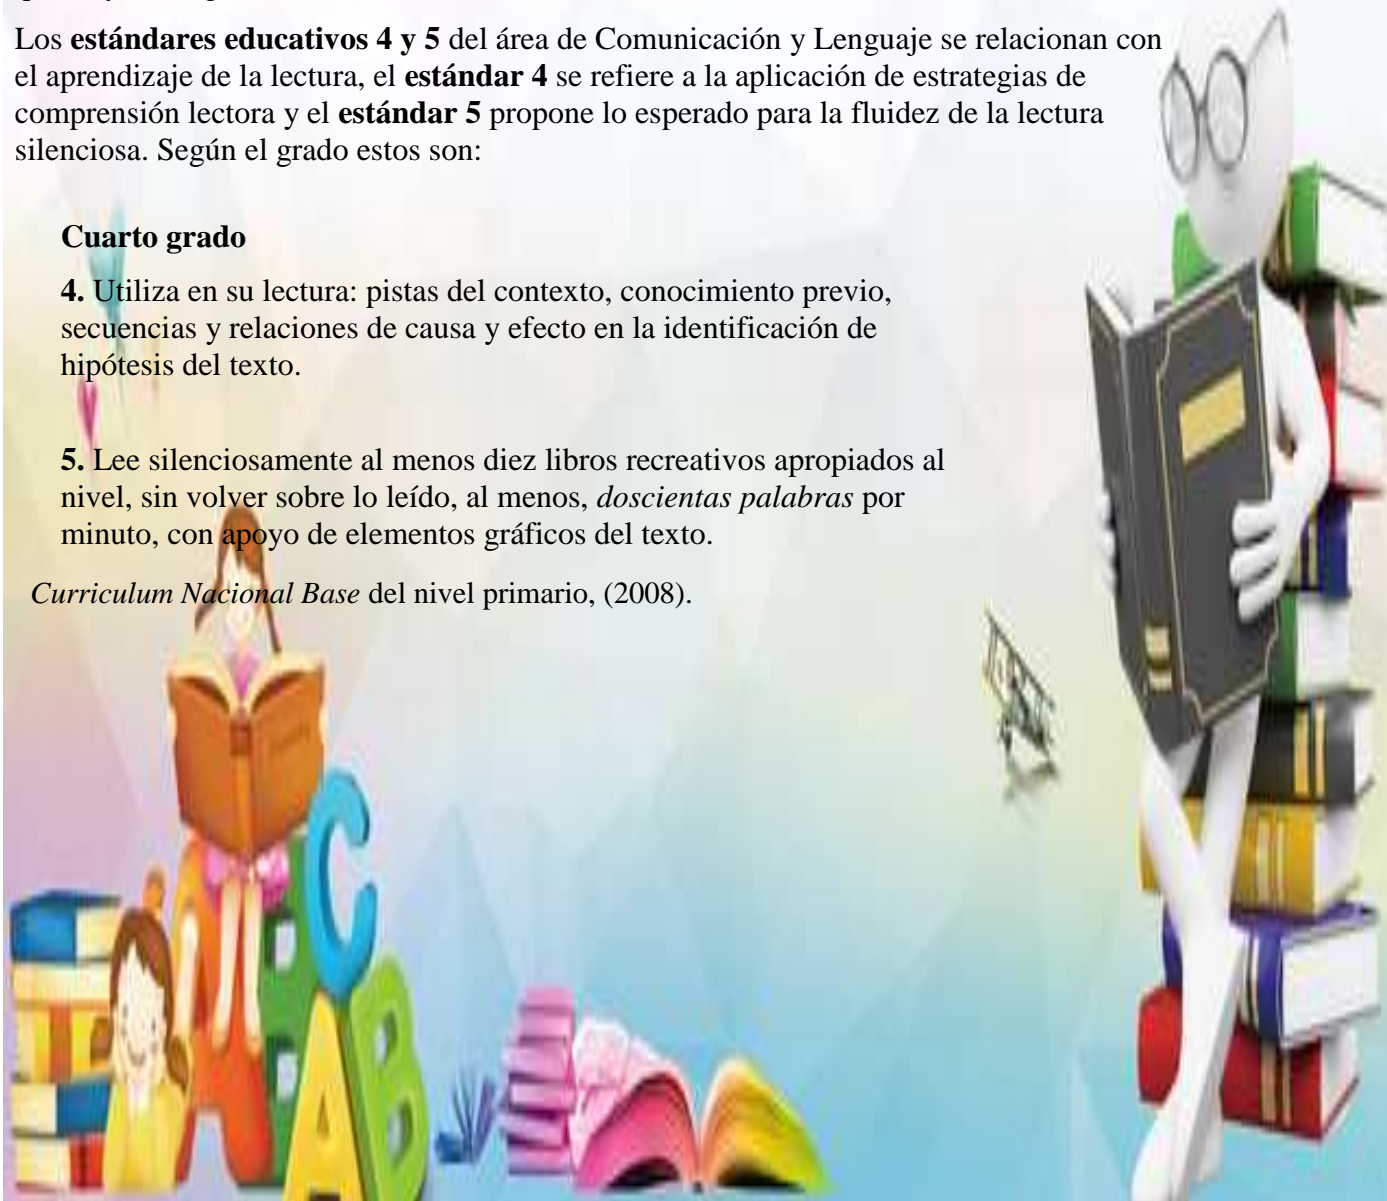 Los estándares educativos 4 y 5 del área de Comunicación y Lenguaje se relacionan con
el aprendizaje de la lectura, el estándar 4 se refiere a la aplicación de estrategias de
comprensión lectora y el estándar 5 propone lo esperado para la fluidez de la lectura
silenciosa. Según el grado estos son:
Cuarto grado
4. Utiliza en su lectura: pistas del contexto, conocimiento previo,
secuencias y relaciones de causa y efecto en la identificación de
hipótesis del texto.
5. Lee silenciosamente al menos diez libros recreativos apropiados al
nivel, sin volver sobre lo leído, al menos, doscientas palabras por
minuto, con apoyo de elementos gráficos del texto.
Curriculum Nacional Base del nivel primario, (2008).
C
A
B